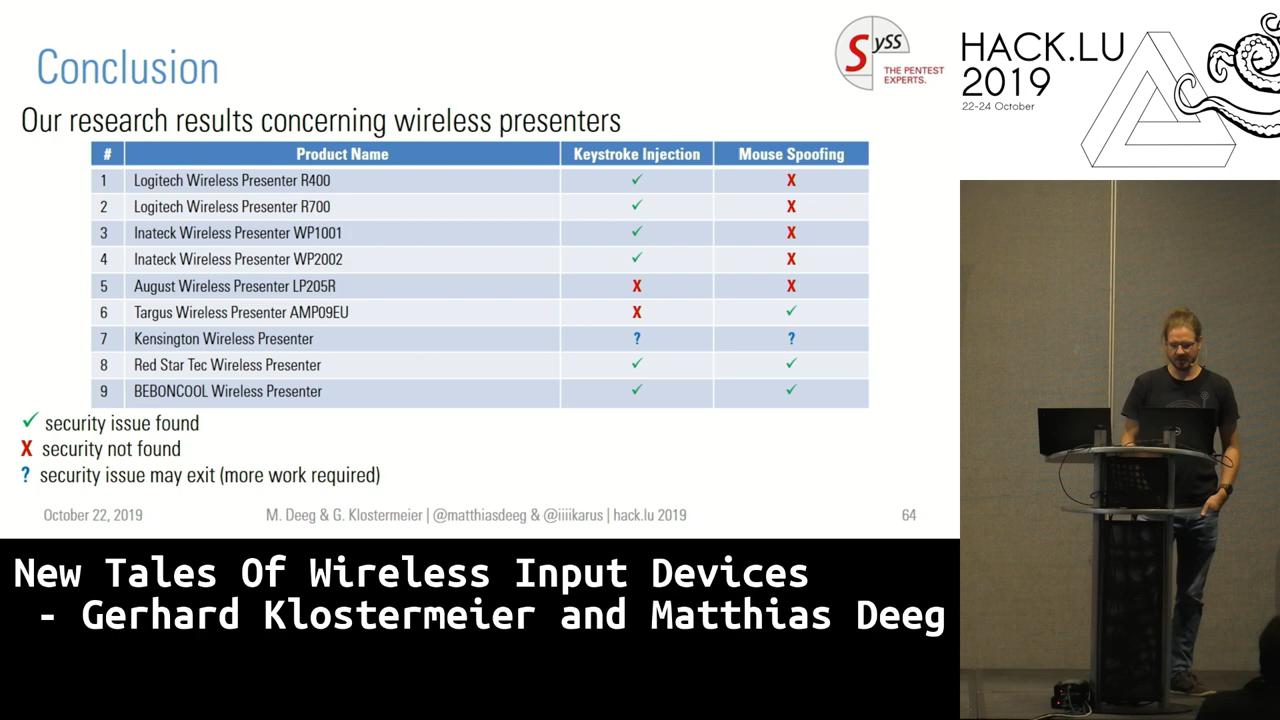 Conclusion
SySS
THE PENTEST
EXPERTS.
HACK.LU
2019
22-24 October
Our research results concerning wireless presenters
# Product Name Keystroke Injection Mouse Spoofing
1 Logitech Wireless Presenter R400 ✓ X
2 Logitech Wireless Presenter R700 ✓ X
3 Inateck Wireless Presenter WP1001 ✓ X
4 Inateck Wireless Presenter WP2002 ✓ X
5 August Wireless Presenter LP205R X X
6 Targus Wireless Presenter AMP09EU X ✓
7 Kensington Wireless Presenter ? ?
8 Red Star Tec Wireless Presenter ✓ ✓
9 BEBONCOOL Wireless Presenter ✓ ✓
✓ security issue found
X security not found
? security issue may exit (more work required)
October 22, 2019 M. Deeg & G. Klostermeier | @matthiasdeeg & @iiiikarus | hack.lu 2019 64
New Tales Of Wireless Input Devices
- Gerhard Klostermeier and Matthias Deeg